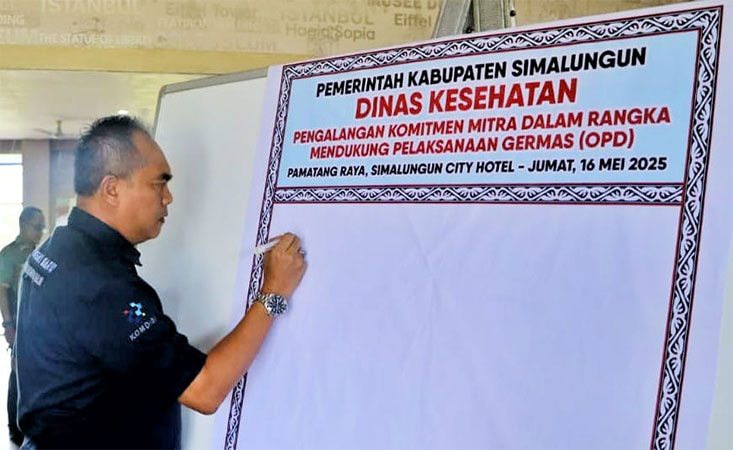 ISTANBUL
MUSEE DU
Eiffel
ISTANBUL
Eiffel Tower
Hagia Sopia
THE STATUE OF LIBERTY
PEMERINTAH KABUPATEN SIMALUNGUN
DINAS KESEHATAN
PENGALANGAN KOMITMEN MITRA DALAM RANGKA
MENDUKUNG PELAKSANAAN GERMAS (OPD)
PAMATANG RAYA, SIMALUNGUN CITY HOTEL - JUMAT, 16 MEI 2025